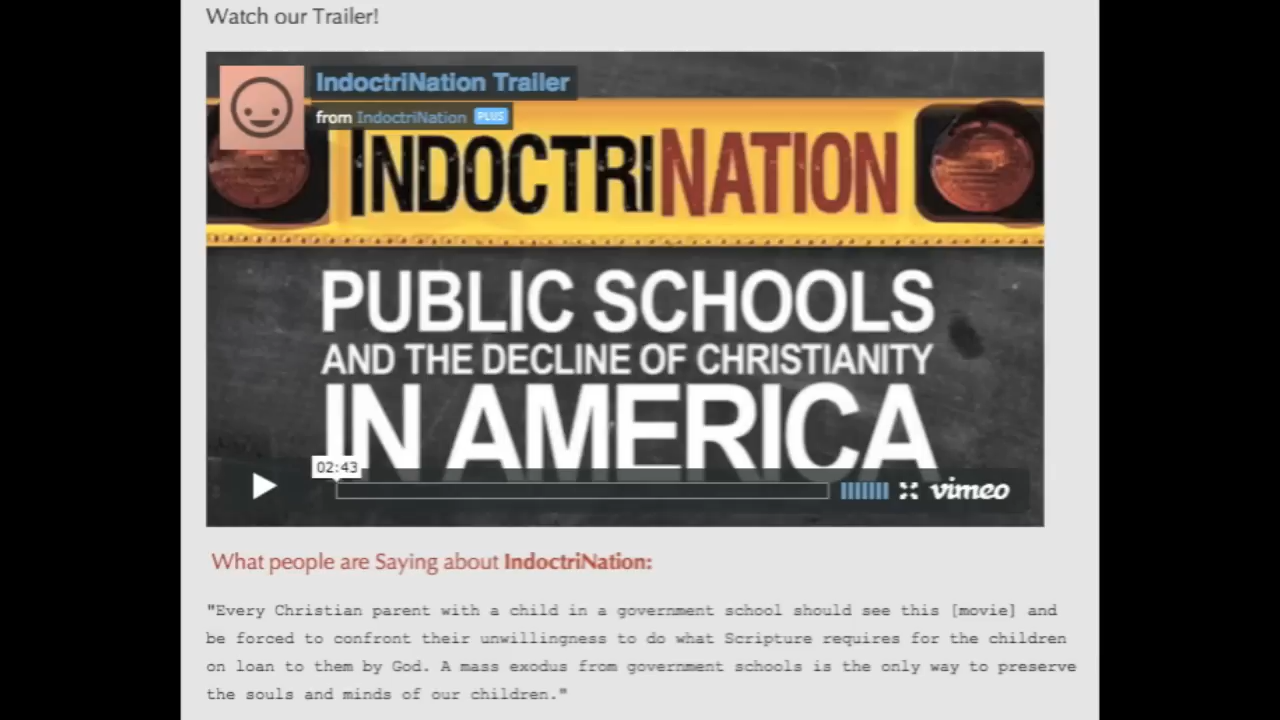 Watch our Trailer!
IndoctriNation Trailer
from IndoctriNation PLUS
INDOCTRINATION
PUBLIC SCHOOLS
AND THE DECLINE OF CHRISTIANITY
IN AMERICA
02:43
vimeo
What people are Saying about IndoctriNation:
"Every Christian parent with a child in a government school should see this [movie] and
be forced to confront their unwillingness to do what Scripture requires for the children
on loan to them by God. A mass exodus from government schools is the only way to preserve
the souls and minds of our children."